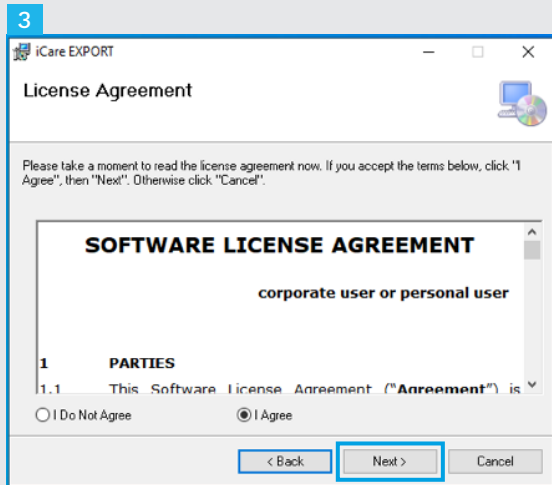 3
iCare EXPORT
License Agreement
Please take a moment to read the license agreement now. If you accept the terms below, click "I
Agree", then "Next". Otherwise click "Cancel".
SOFTWARE LICENSE AGREEMENT
corporate user or personal user
1 PARTIES
1.1 This Software License Agreement ("Agreement") is
I Do Not Agree I Agree
< Back Next > Cancel